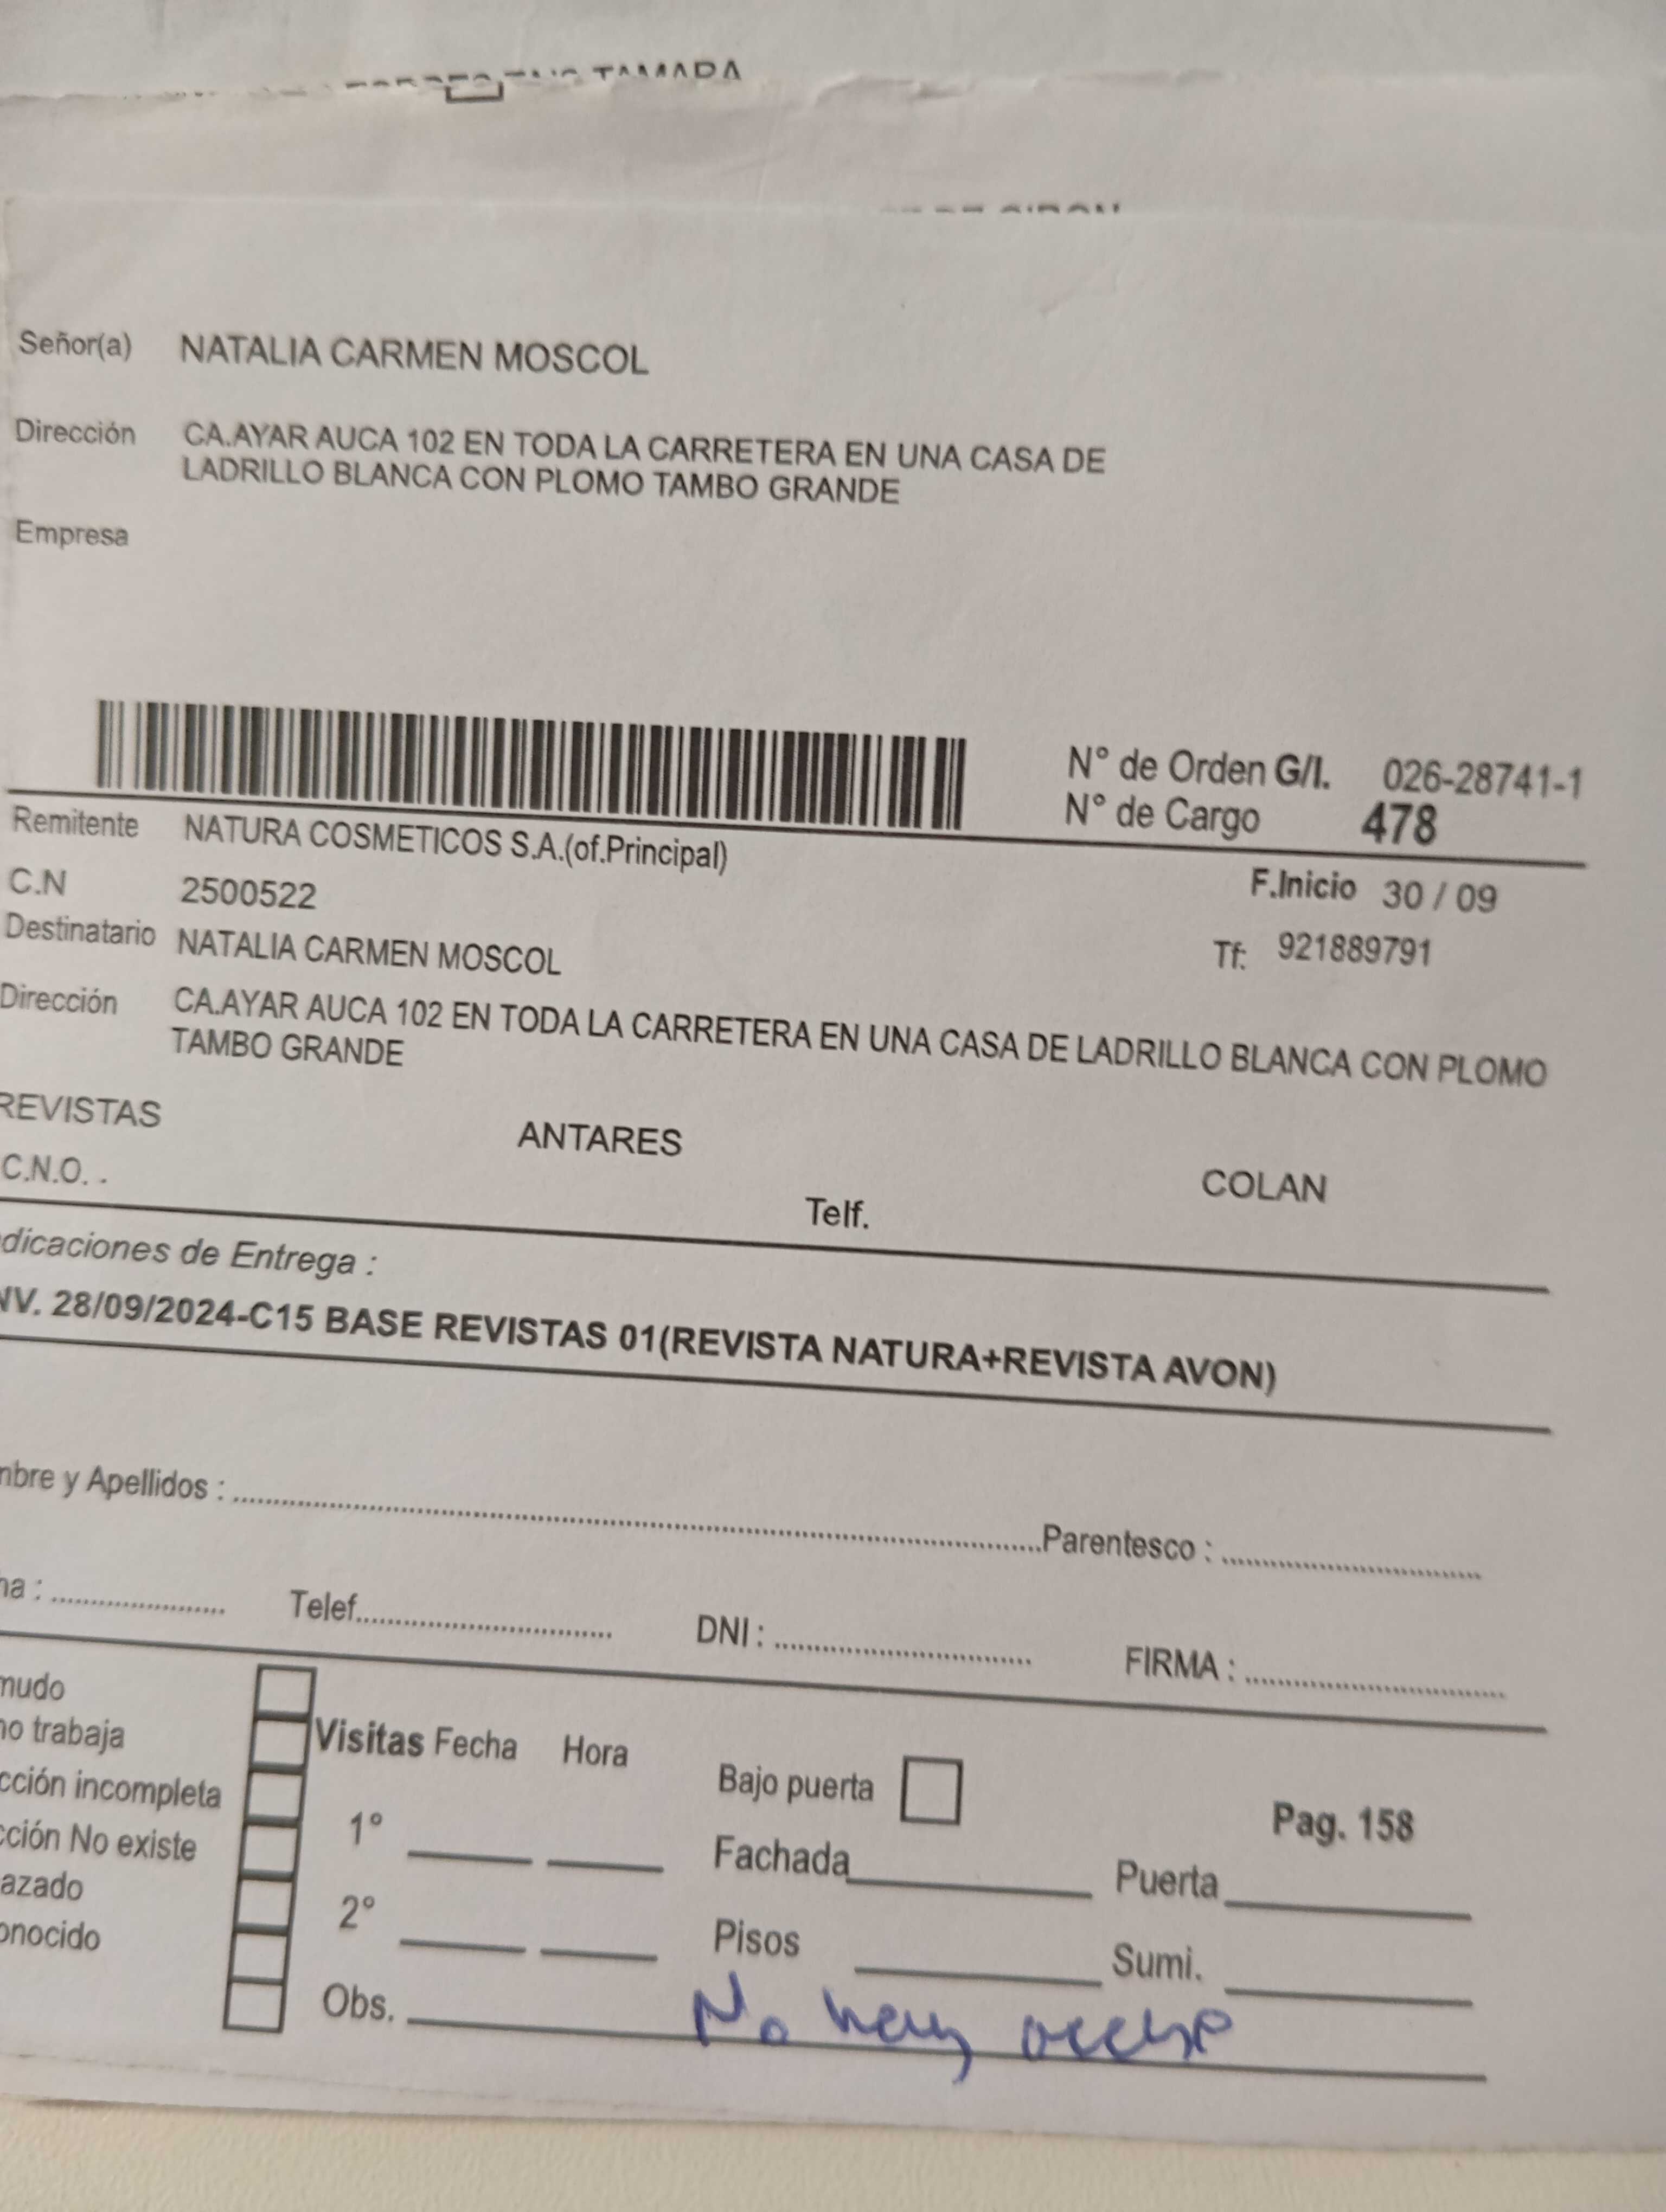 TAMARA
Señor(a) NATALIA CARMEN MOSCOL
Dirección CA.AYAR AUCA 102 EN TODA LA CARRETERA EN UNA CASA DE
LADRILLO BLANCA CON PLOMO TAMBO GRANDE
Empresa
N° de Orden G/I. 026-28741-1
N° de Cargo 478
Remitente NATURA COSMETICOS S.A.(of.Principal)
C.N 2500522 F.Inicio 30 / 09
Destinatario NATALIA CARMEN MOSCOL Tf: 921889791
Dirección CA.AYAR AUCA 102 EN TODA LA CARRETERA EN UNA CASA DE LADRILLO BLANCA CON PLOMO
TAMBO GRANDE
REVISTAS ANTARES COLAN
C.N.O. - Telf.
dicaciones de Entrega :
NV. 28/09/2024-C15 BASE REVISTAS 01(REVISTA NATURA+REVISTA AVON)
mbre y Apellidos : Parentesco :
ha : Telef. DNI : FIRMA :
mudo
no trabaja Visitas Fecha Hora Bajo puerta
cción incompleta 1° Pag. 158
cción No existe Fachada Puerta
azado 2°
onocido Pisos Sumi.
Obs. No hay